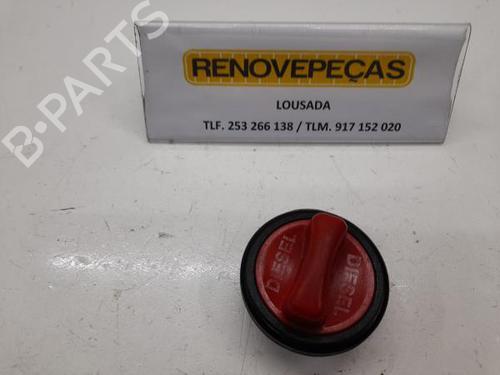 B-PARTS
RENOVEPEÇAS
LOUSADA
TLF. 253 266 138 / TLM. 917 152 020
DIESEL
DIESEL